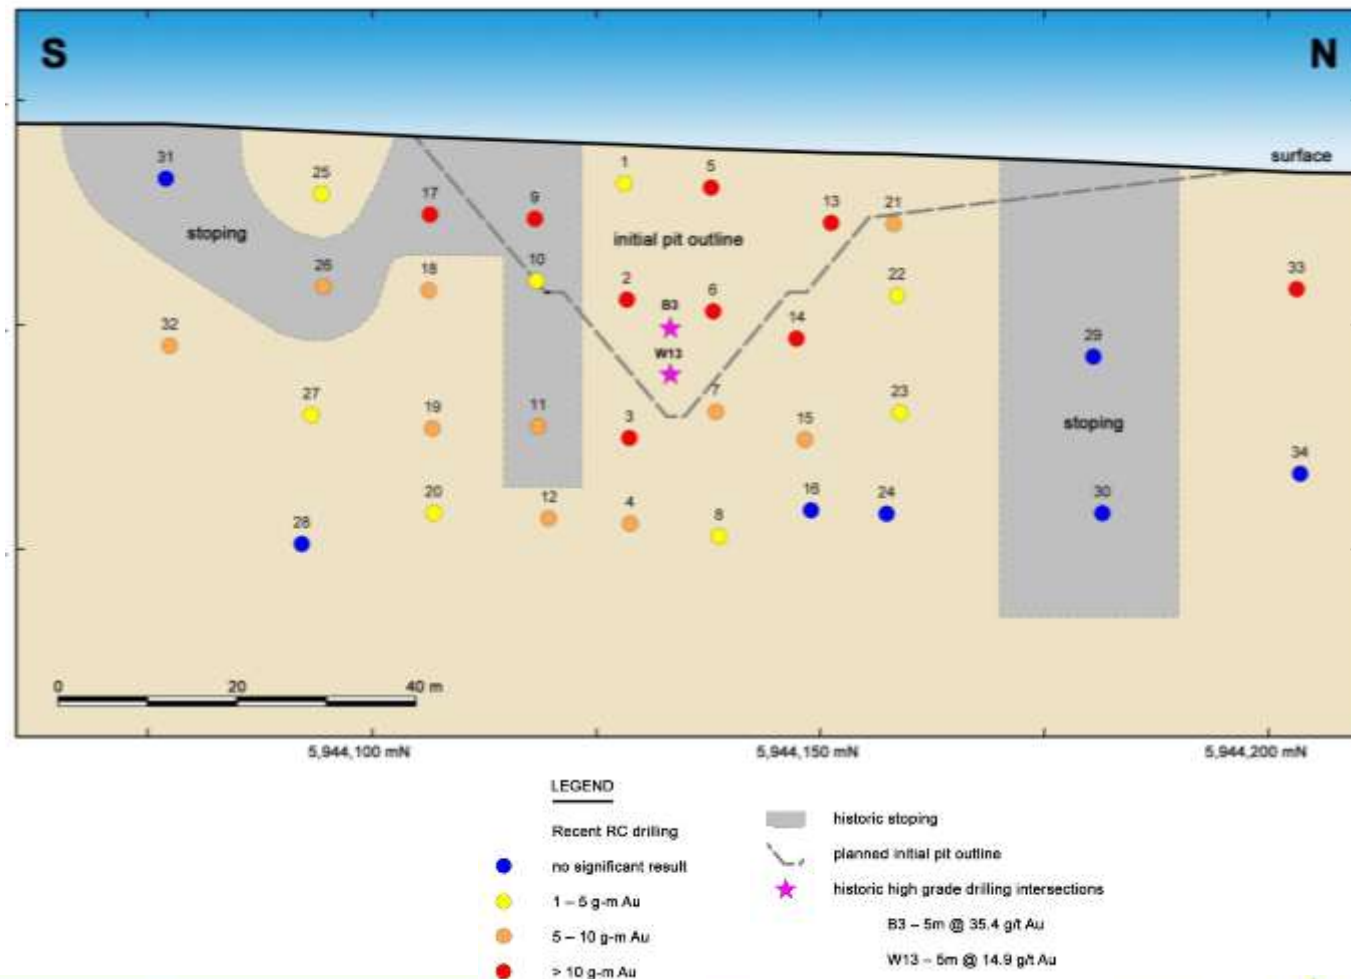 S
N
surface
31
25
1
5
17
9
13
21
stoping
initial pit outline
26
18
10
2
6
22
33
B3
14
32
W13
29
27
19
11
3
7
15
23
stoping
34
20
12
4
8
16
24
30
28
0 20 40 m
5,944,100 mN
5,944,150 mN
5,944,200 mN
LEGEND
Recent RC drilling
no significant result
1 – 5 g-m Au
5 – 10 g-m Au
> 10 g-m Au
historic stoping
planned initial pit outline
historic high grade drilling intersections
B3 – 5m @ 35.4 g/t Au
W13 – 5m @ 14.9 g/t Au